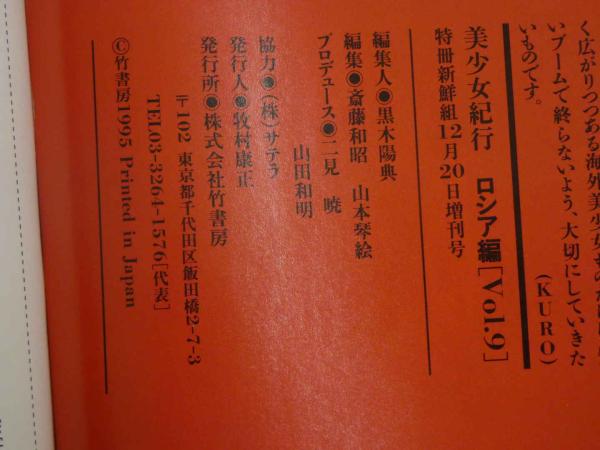 く広がりつつある海外美少女もの
いブームで終らないよう、大切にしていきた
いものです。
(KURO)
美少女紀行 ロシア編[Vol.9]
特冊新鮮組12月20日増刊号
編集人●黒木陽典
編集●斎藤和昭 山本琴絵
プロデュース●二見 暁
山田和明
協力●(株)サテラ
発行人●牧村康正
発行所●株式会社竹書房
〒102 東京都千代田区飯田橋2-7-3
TEL03-3264-1576[代表]
©竹書房1995 Printed in Japan